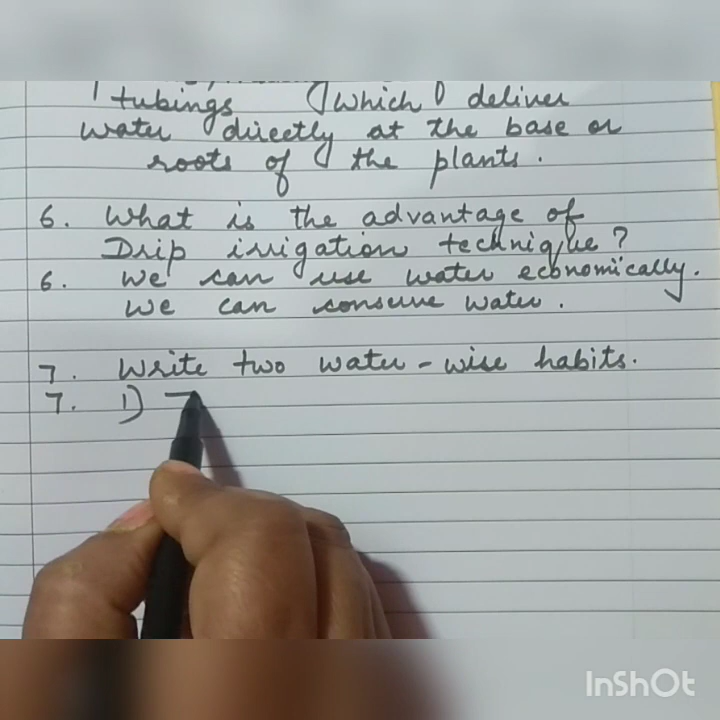 tubings which deliver
water directly at the base or
roots of the plants.
6. What is the advantage of
Drip irrigation technique?
6. We can use water economically.
We can conserve water.
7. Write two water-wise habits.
7. 1)
InShOt